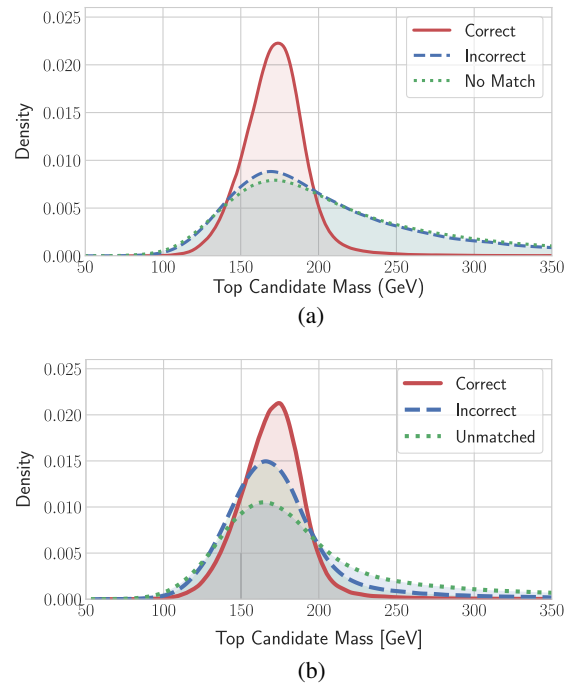 Correct
Incorrect
No Match
0.025
0.020
0.015
0.010
0.005
0.000
Density
50 100 150 200 250 300 350
Top Candidate Mass (GeV)
(a)
Correct
Incorrect
Unmatched
0.025
0.020
0.015
0.010
0.005
0.000
Density
50 100 150 200 250 300 350
Top Candidate Mass [GeV]
(b)